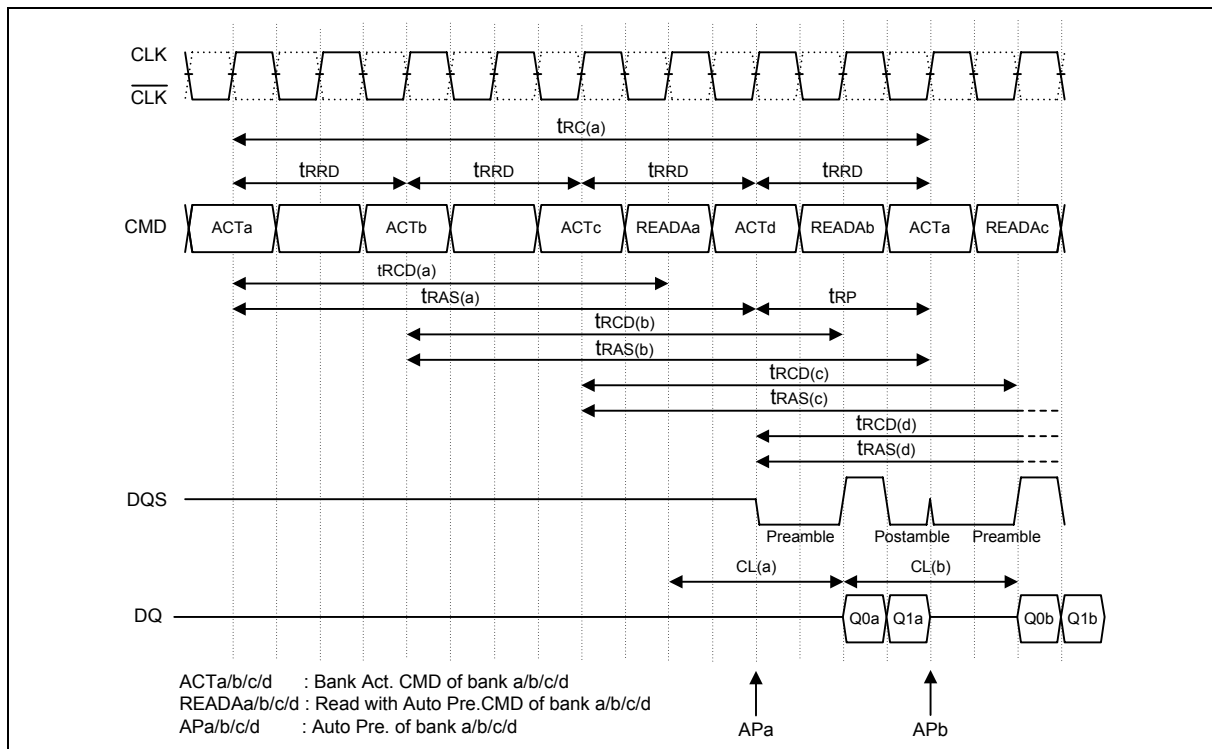 CLK
CLK
tRC(a)
tRRD tRRD tRRD tRRD
CMD ACTa ACTb ACTc READAa ACTd READAb ACTa READAc
tRCD(a)
tRAS(a) tRP
tRCD(b)
tRAS(b)
tRCD(c)
tRAS(c)
tRCD(d)
tRAS(d)
DQS
Preamble Postamble Preamble
CL(a) CL(b)
DQ Q0a Q1a Q0b Q1b
ACTa/b/c/d : Bank Act. CMD of bank a/b/c/d
READAa/b/c/d : Read with Auto Pre.CMD of bank a/b/c/d
APa/b/c/d : Auto Pre. of bank a/b/c/d
APa APb